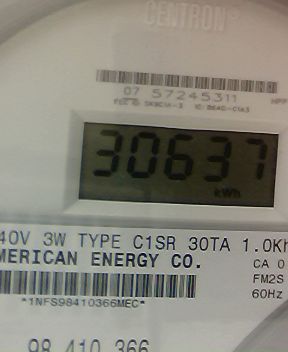 CENTRON®
07 57245311
30637
kWh
40V 3W TYPE C1SR 30TA 1.0Kh
MERICAN ENERGY CO.
CA 0
FM2S
60Hz
*1NFS98410366MEC*
98 410 366